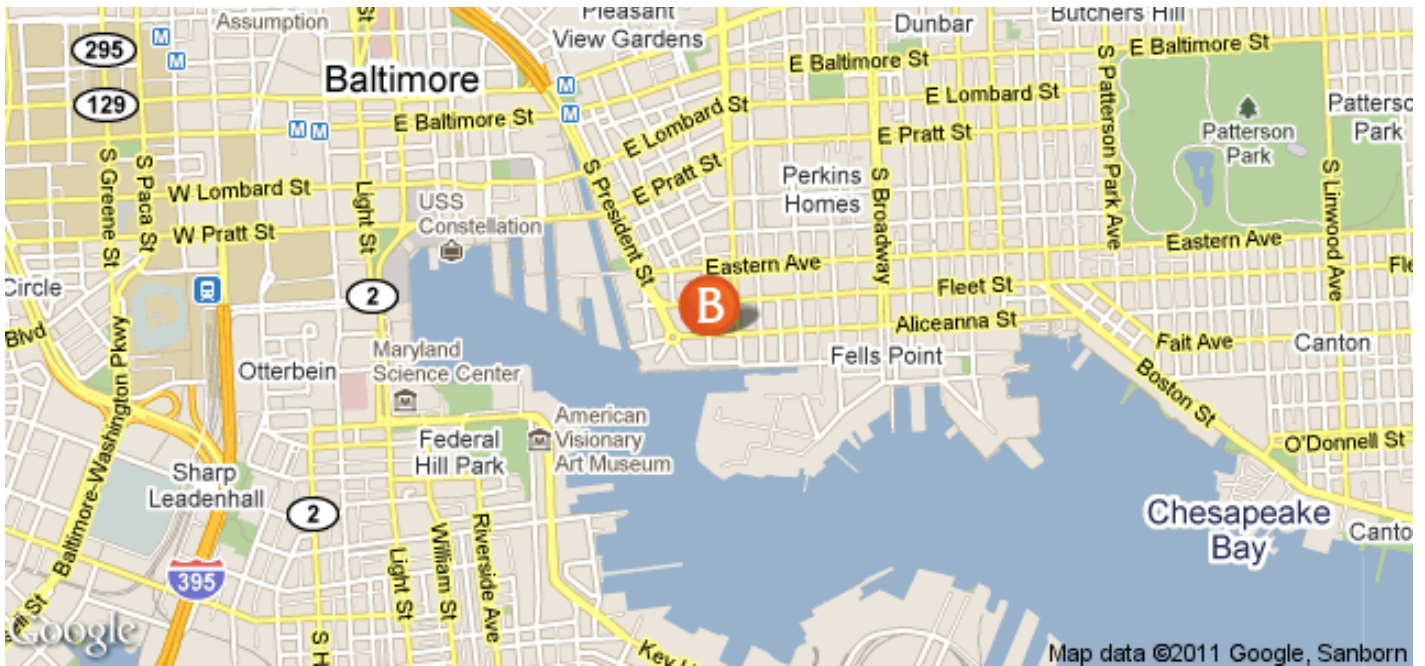 Pleasant
View Gardens
Dunbar
Butchers Hill
295
M
M
Assumption
E Baltimore St
E Baltimore St
S Patterson Park Ave
Baltimore
M
129
M
M M
E Baltimore St
E Lombard St
E Lombard St
E Pratt St
Patterson
Park
Patterso
Park
S Greene St
S Paca St
W Lombard St
Light St
USS
Constellation
S President St
E Pratt St
Perkins
Homes
S Broadway
S Linwood Ave
W Pratt St
Eastern Ave
Eastern Ave
Circle
2
B
Fleet St
Fle
Aliceanna St
Blvd
Baltimore-Washington Pkwy
Otterbein
Maryland
Science Center
Fells Point
Fait Ave
Canton
Boston St
American
Visionary
Art Museum
Federal
Hill Park
O'Donnell St
Sharp
Leadenhall
2
Chesapeake
Bay
Canto
395
Light St
William St
Riverside Ave
ll St
S H
Key H
Google
Map data ©2011 Google, Sanborn